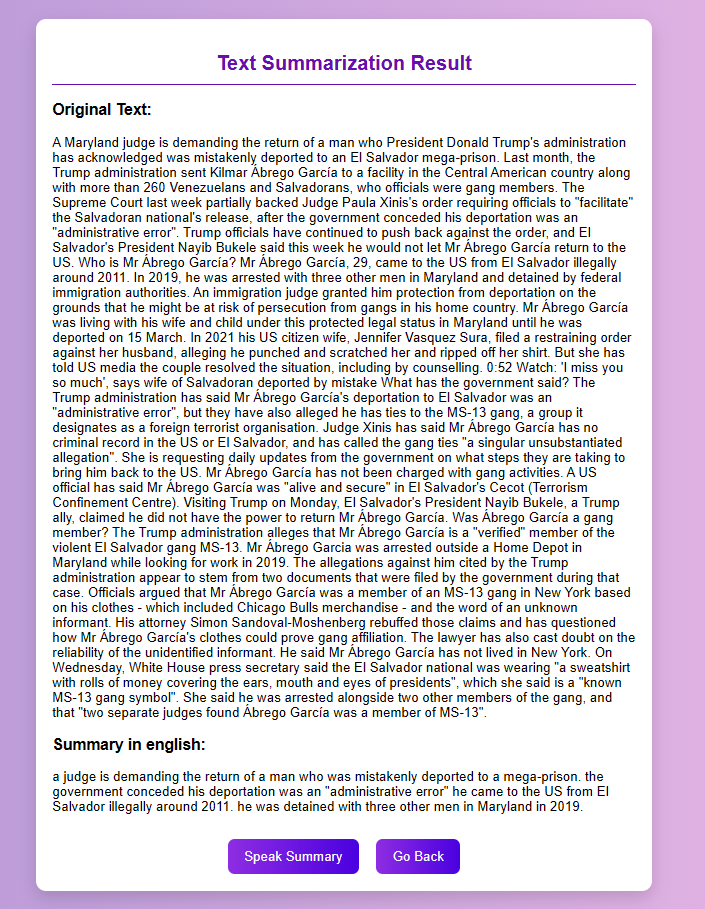 Text Summarization Result
Original Text:
A Maryland judge is demanding the return of a man who President Donald Trump's administration
has acknowledged was mistakenly deported to an El Salvador mega-prison. Last month, the
Trump administration sent Kilmar Ábrego García to a facility in the Central American country along
with more than 260 Venezuelans and Salvadorans, who officials were gang members. The
Supreme Court last week partially backed Judge Paula Xinis's order requiring officials to "facilitate"
the Salvadoran national's release, after the government conceded his deportation was an
"administrative error". Trump officials have continued to push back against the order, and El
Salvador's President Nayib Bukele said this week he would not let Mr Ábrego García return to the
US. Who is Mr Ábrego García? Mr Ábrego García, 29, came to the US from El Salvador illegally
around 2011. In 2019, he was arrested with three other men in Maryland and detained by federal
immigration authorities. An immigration judge granted him protection from deportation on the
grounds that he might be at risk of persecution from gangs in his home country. Mr Ábrego García
was living with his wife and child under this protected legal status in Maryland until he was
deported on 15 March. In 2021 his US citizen wife, Jennifer Vasquez Sura, filed a restraining order
against her husband, alleging he punched and scratched her and ripped off her shirt. But she has
told US media the couple resolved the situation, including by counselling. 0:52 Watch: 'I miss you
so much', says wife of Salvadoran deported by mistake What has the government said? The
Trump administration has said Mr Ábrego García's deportation to El Salvador was an
"administrative error", but they have also alleged he has ties to the MS-13 gang, a group it
designates as a foreign terrorist organisation. Judge Xinis has said Mr Ábrego García has no
criminal record in the US or El Salvador, and has called the gang ties "a singular unsubstantiated
allegation". She is requesting daily updates from the government on what steps they are taking to
bring him back to the US. Mr Ábrego García has not been charged with gang activities. A US
official has said Mr Ábrego García was "alive and secure" in El Salvador's Cecot (Terrorism
Confinement Centre). Visiting Trump on Monday, El Salvador's President Nayib Bukele, a Trump
ally, claimed he did not have the power to return Mr Ábrego García. Was Ábrego García a gang
member? The Trump administration alleges that Mr Ábrego García is a "verified" member of the
violent El Salvador gang MS-13. Mr Ábrego Garcia was arrested outside a Home Depot in
Maryland while looking for work in 2019. The allegations against him cited by the Trump
administration appear to stem from two documents that were filed by the government during that
case. Officials argued that Mr Ábrego García was a member of an MS-13 gang in New York based
on his clothes - which included Chicago Bulls merchandise - and the word of an unknown
informant. His attorney Simon Sandoval-Moshenberg rebuffed those claims and has questioned
how Mr Ábrego García's clothes could prove gang affiliation. The lawyer has also cast doubt on the
reliability of the unidentified informant. He said Mr Ábrego García has not lived in New York. On
Wednesday, White House press secretary said the El Salvador national was wearing "a sweatshirt
with rolls of money covering the ears, mouth and eyes of presidents", which she said is a "known
MS-13 gang symbol". She said he was arrested alongside two other members of the gang, and
that "two separate judges found Ábrego García was a member of MS-13".
Summary in english:
a judge is demanding the return of a man who was mistakenly deported to a mega-prison. the
government conceded his deportation was an "administrative error" he came to the US from El
Salvador illegally around 2011. he was detained with three other men in Maryland in 2019.
Speak Summary
Go Back